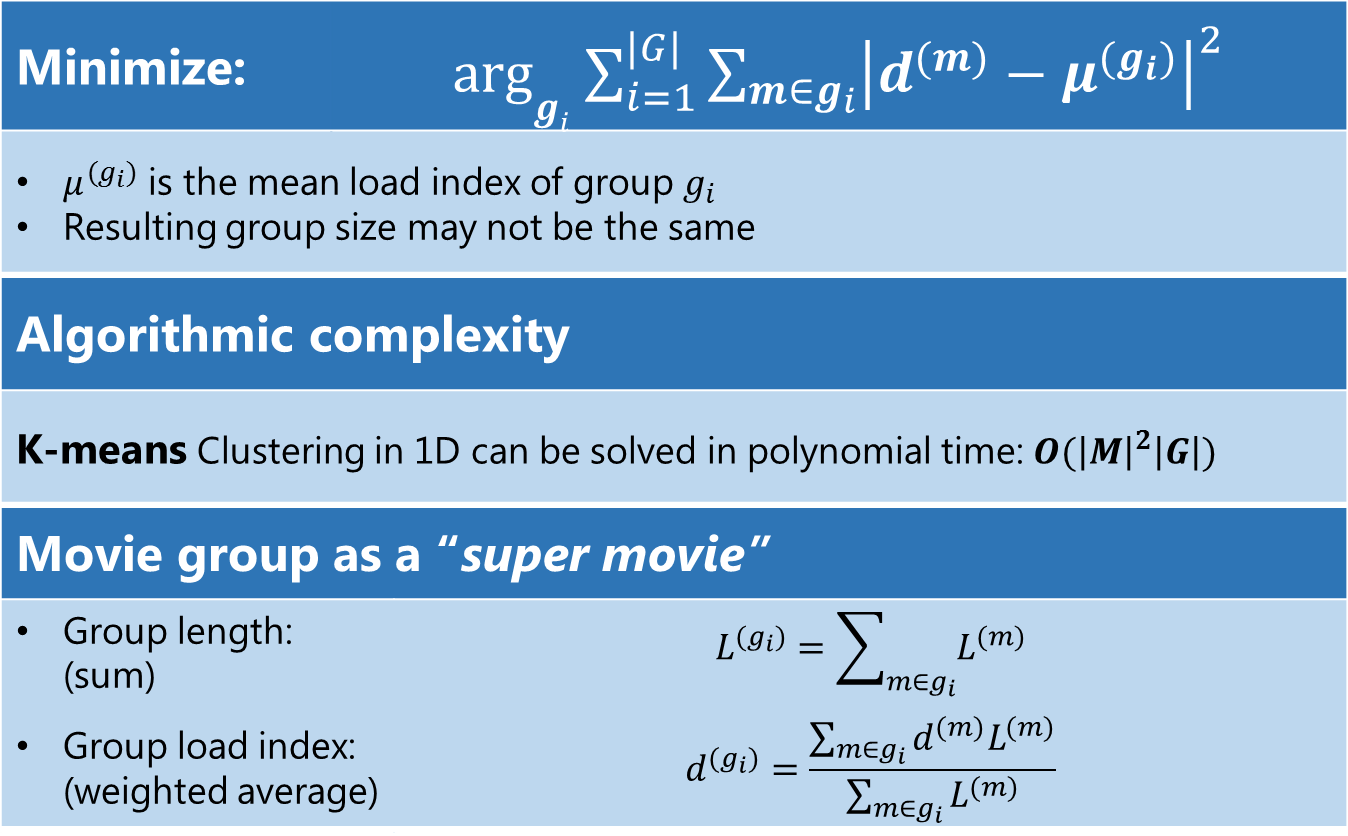 Minimize: arg_{g_i} ∑_{i=1}^{|G|} ∑_{m∈g_i} |d^{(m)} − μ^{(g_i)}|^2
• μ^{(g_i)} is the mean load index of group g_i
• Resulting group size may not be the same
Algorithmic complexity
K-means Clustering in 1D can be solved in polynomial time: O(|M|^2|G|)
Movie group as a “super movie”
• Group length:
(sum)
L^{(g_i)} = ∑_{m∈g_i} L^{(m)}
• Group load index:
(weighted average)
d^{(g_i)} = \frac{∑_{m∈g_i} d^{(m)}L^{(m)}}{∑_{m∈g_i} L^{(m)}}